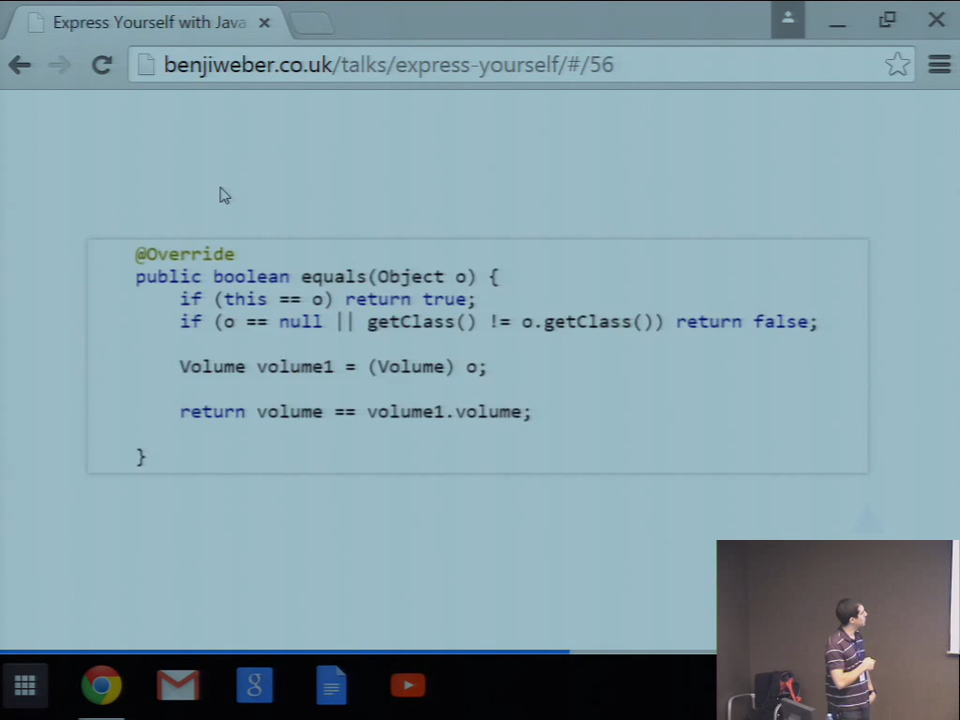 Express Yourself with Java
benjiweber.co.uk/talks/express-yourself/#/56
@Override
public boolean equals(Object o) {
if (this == o) return true;
if (o == null || getClass() != o.getClass()) return false;
Volume volume1 = (Volume) o;
return volume == volume1.volume;
}
g